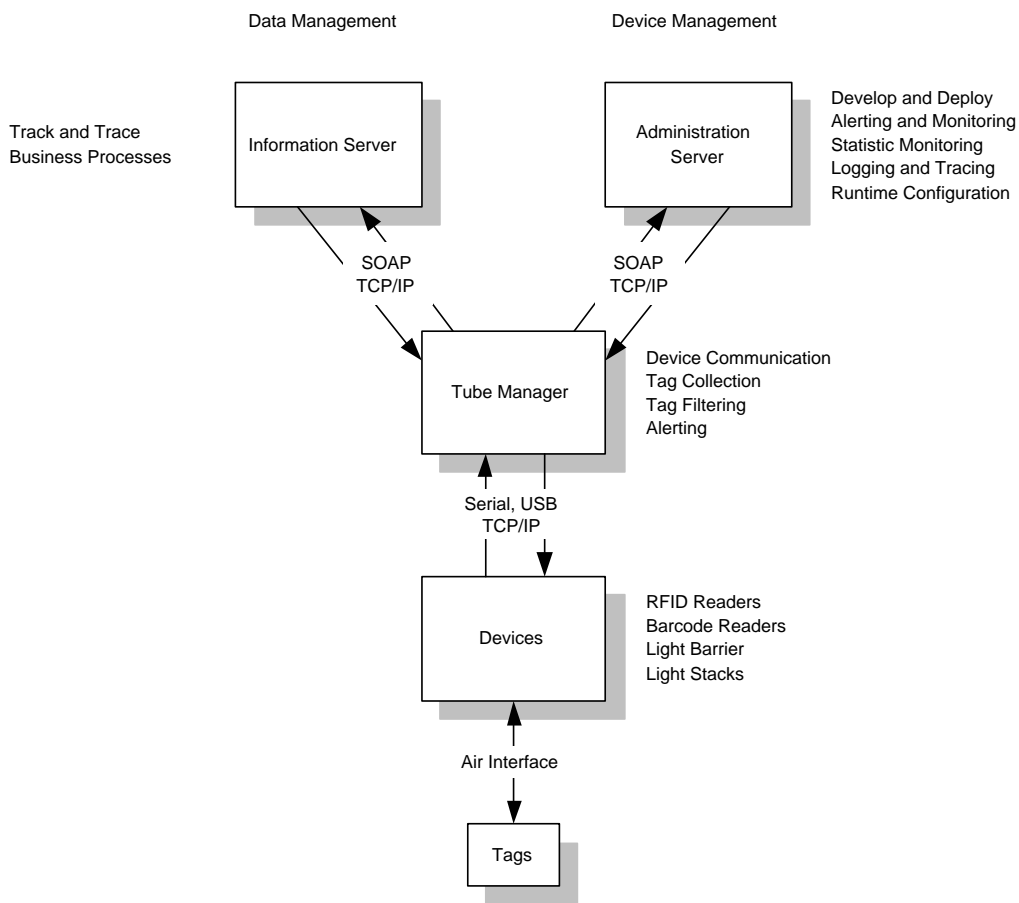 Data Management
Device Management
Track and Trace
Business Processes
Information Server
Administration
Server
Develop and Deploy
Alerting and Monitoring
Statistic Monitoring
Logging and Tracing
Runtime Configuration
SOAP
TCP/IP
SOAP
TCP/IP
Tube Manager
Device Communication
Tag Collection
Tag Filtering
Alerting
Serial, USB
TCP/IP
Devices
RFID Readers
Barcode Readers
Light Barrier
Light Stacks
Air Interface
Tags